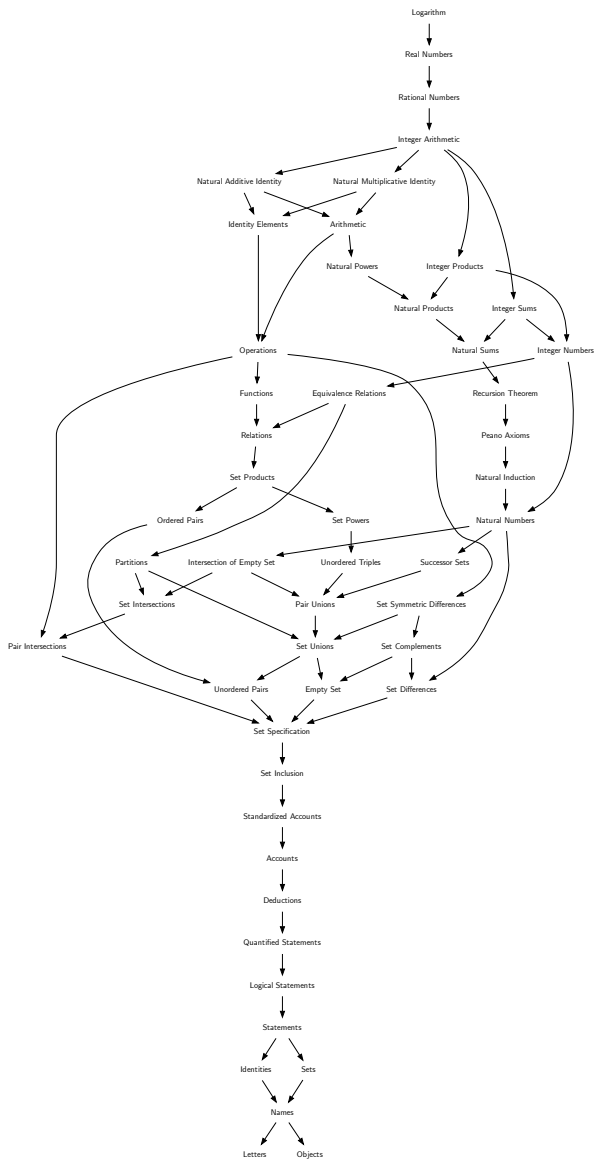 Logarithm
Real Numbers
Rational Numbers
Integer Arithmetic
Natural Additive Identity
Natural Multiplicative Identity
Identity Elements
Arithmetic
Natural Powers
Integer Products
Natural Products
Integer Sums
Operations
Natural Sums
Integer Numbers
Functions
Equivalence Relations
Recursion Theorem
Relations
Peano Axioms
Set Products
Natural Induction
Ordered Pairs
Set Powers
Natural Numbers
Partitions
Intersection of Empty Set
Unordered Triples
Successor Sets
Set Intersections
Pair Unions
Set Symmetric Differences
Pair Intersections
Set Unions
Set Complements
Unordered Pairs
Empty Set
Set Differences
Set Specification
Set Inclusion
Standardized Accounts
Accounts
Deductions
Quantified Statements
Logical Statements
Statements
Identities
Sets
Names
Letters
Objects